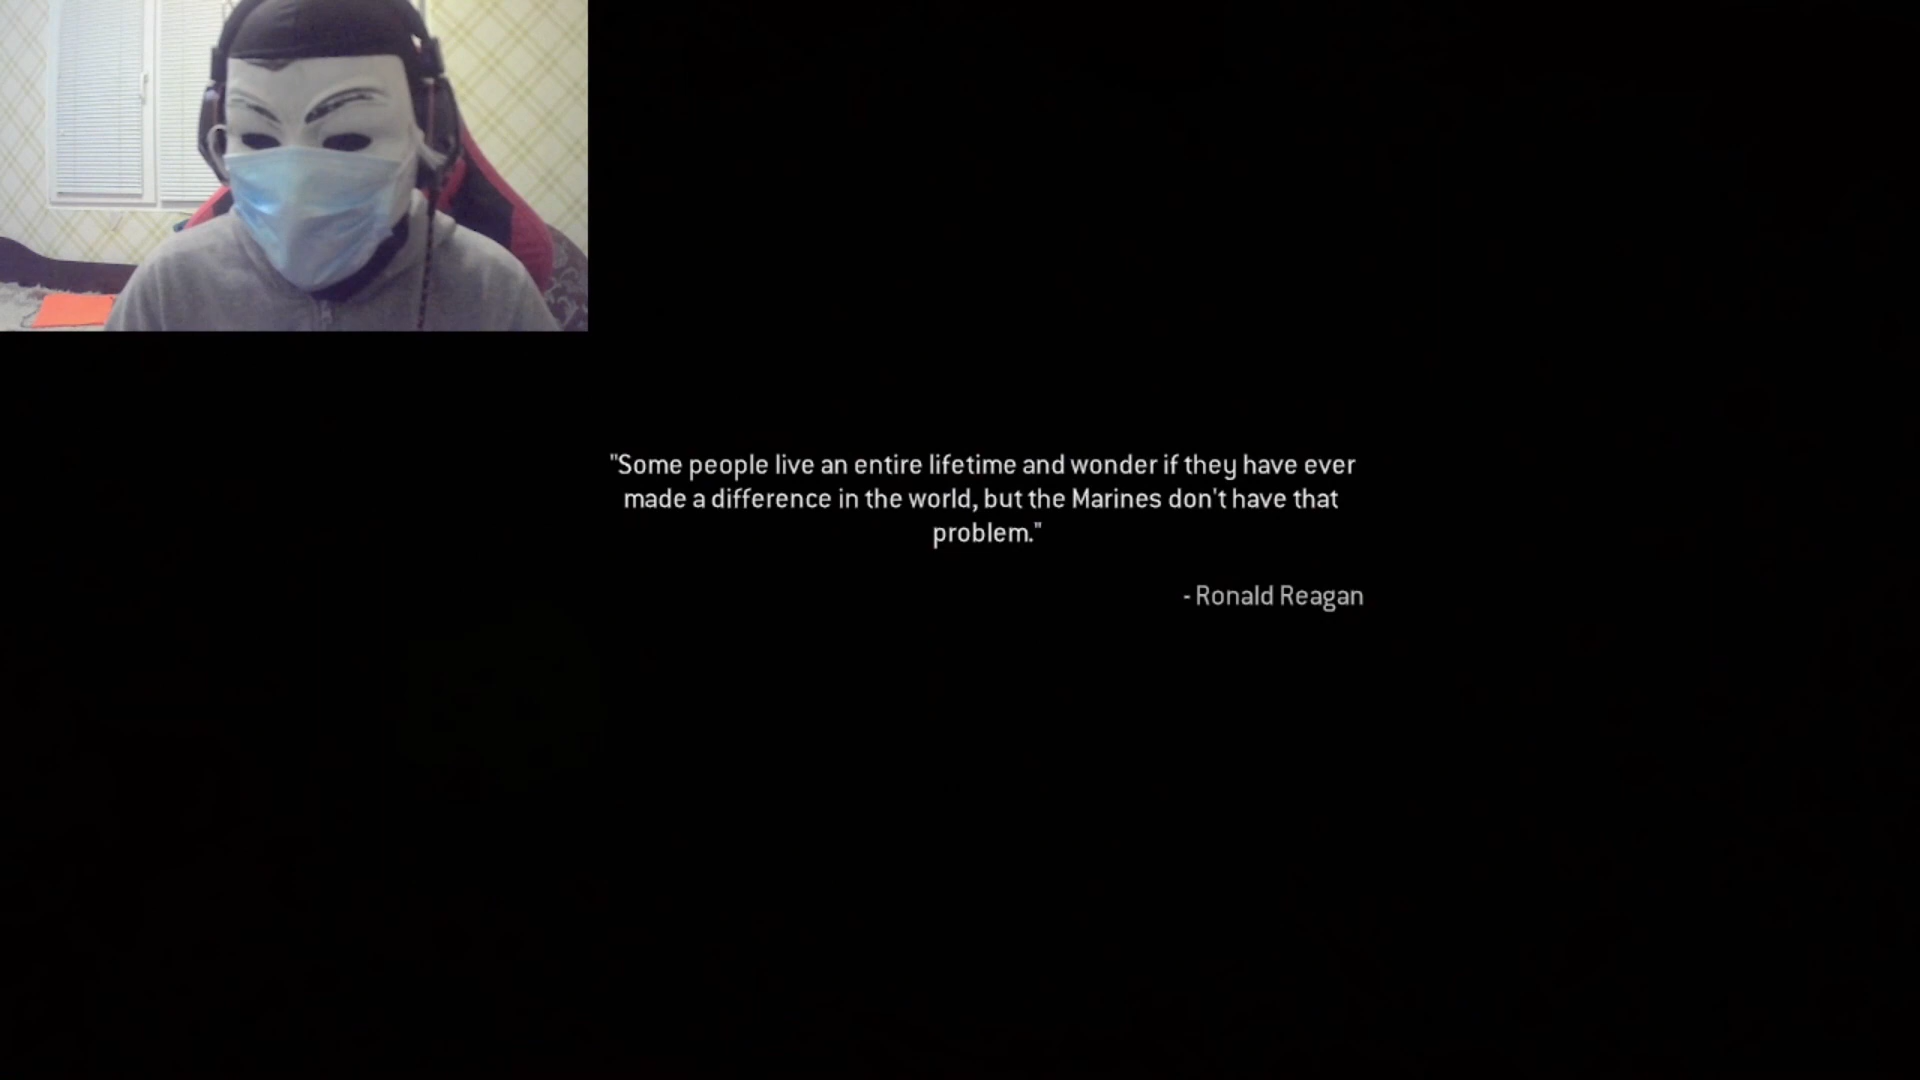 "Some people live an entire lifetime and wonder if they have ever
made a difference in the world, but the Marines don't have that
problem."
- Ronald Reagan